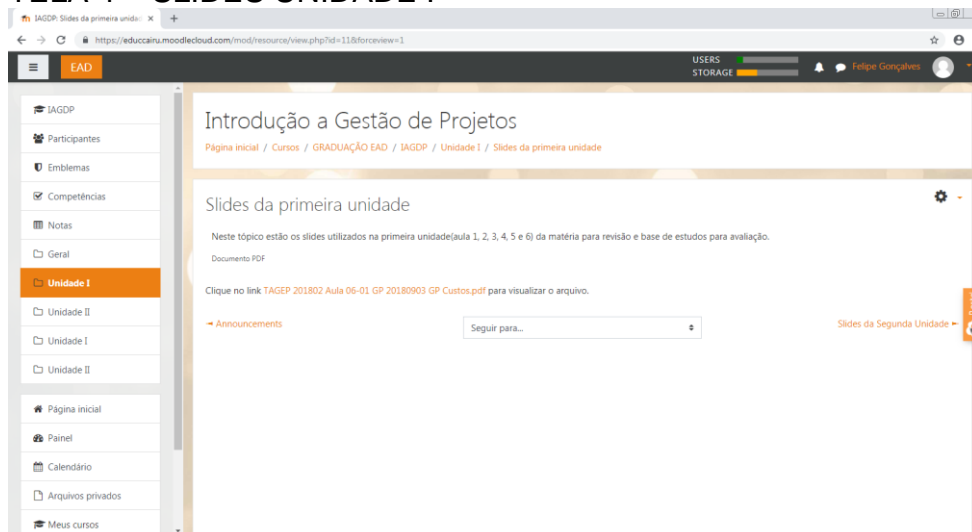 TELA 4 – SLIDES UNIDADE I
IAGDP: Slides da primeira unidad
https://educcairu.moodlecloud.com/mod/resource/view.php?id=11&forceview=1
EAD
USERS
STORAGE
Felipe Gonçalves
IAGDP
Participantes
Emblemas
Competências
Notas
Geral
Unidade I
Unidade II
Unidade I
Unidade II
Página inicial
Painel
Calendário
Arquivos privados
Meus cursos
Introdução a Gestão de Projetos
Página inicial / Cursos / GRADUAÇÃO EAD / IAGDP / Unidade I / Slides da primeira unidade
Slides da primeira unidade
Neste tópico estão os slides utilizados na primeira unidade(aula 1, 2, 3, 4, 5 e 6) da matéria para revisão e base de estudos para avaliação.
Documento PDF
Clique no link TAGEP 201802 Aula 06-01 GP 20180903 GP Custos.pdf para visualizar o arquivo.
◄ Announcements
Seguir para...
Slides da Segunda Unidade ►